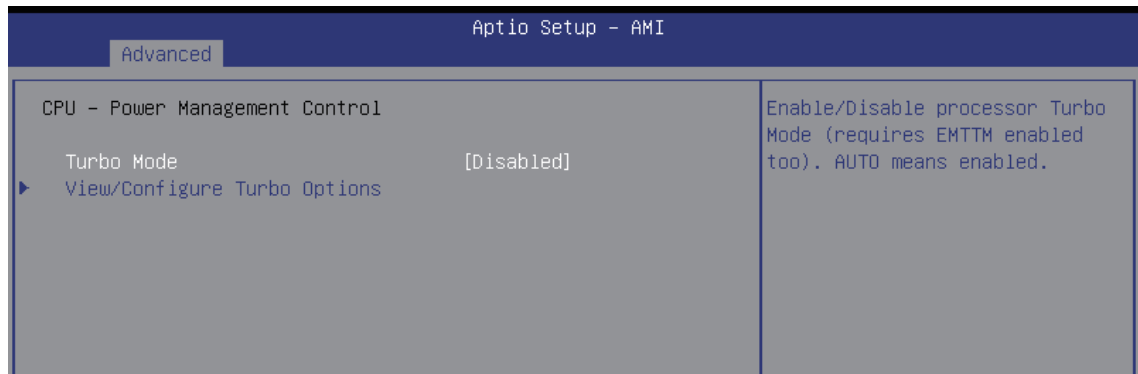 Aptio Setup – AMI
Advanced
CPU – Power Management Control
Turbo Mode [Disabled]
View/Configure Turbo Options
Enable/Disable processor Turbo
Mode (requires EMTTM enabled
too). AUTO means enabled.